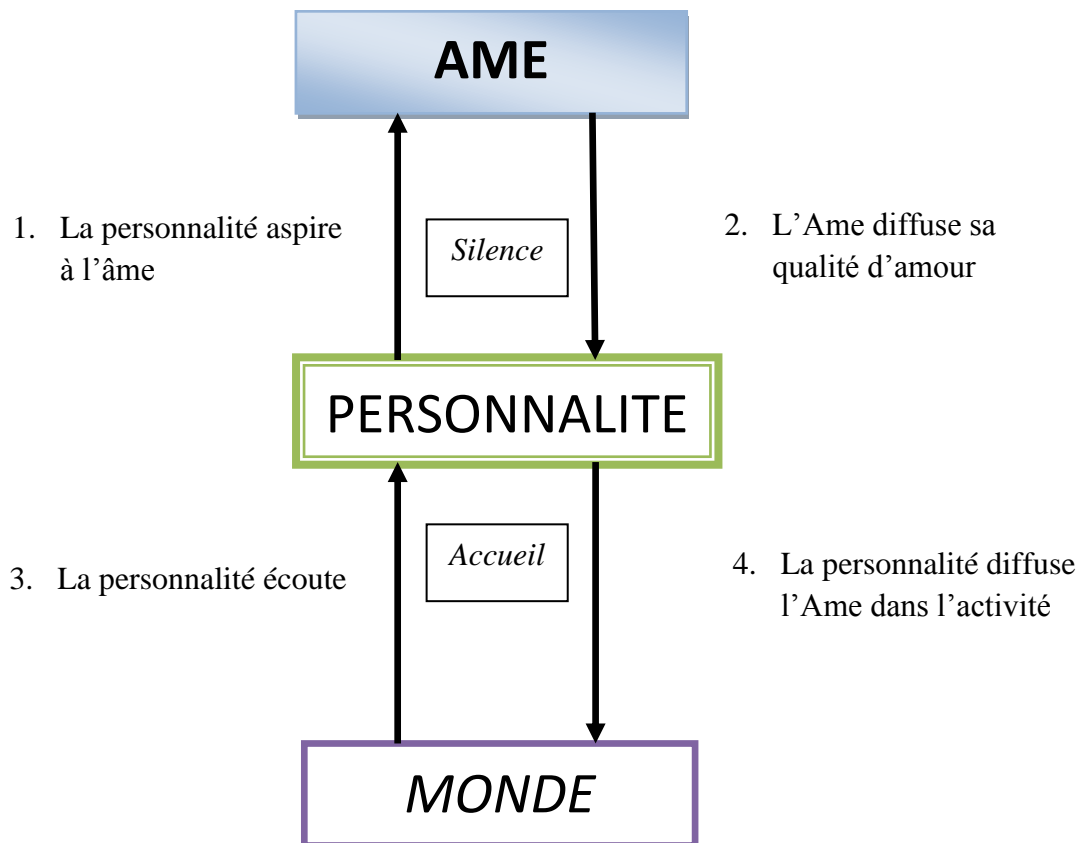 AME
1. La personnalité aspire
à l’âme
Silence
2. L’Ame diffuse sa
qualité d’amour
PERSONNALITE
3. La personnalité écoute
Accueil
4. La personnalité diffuse
l’Ame dans l’activité
MONDE